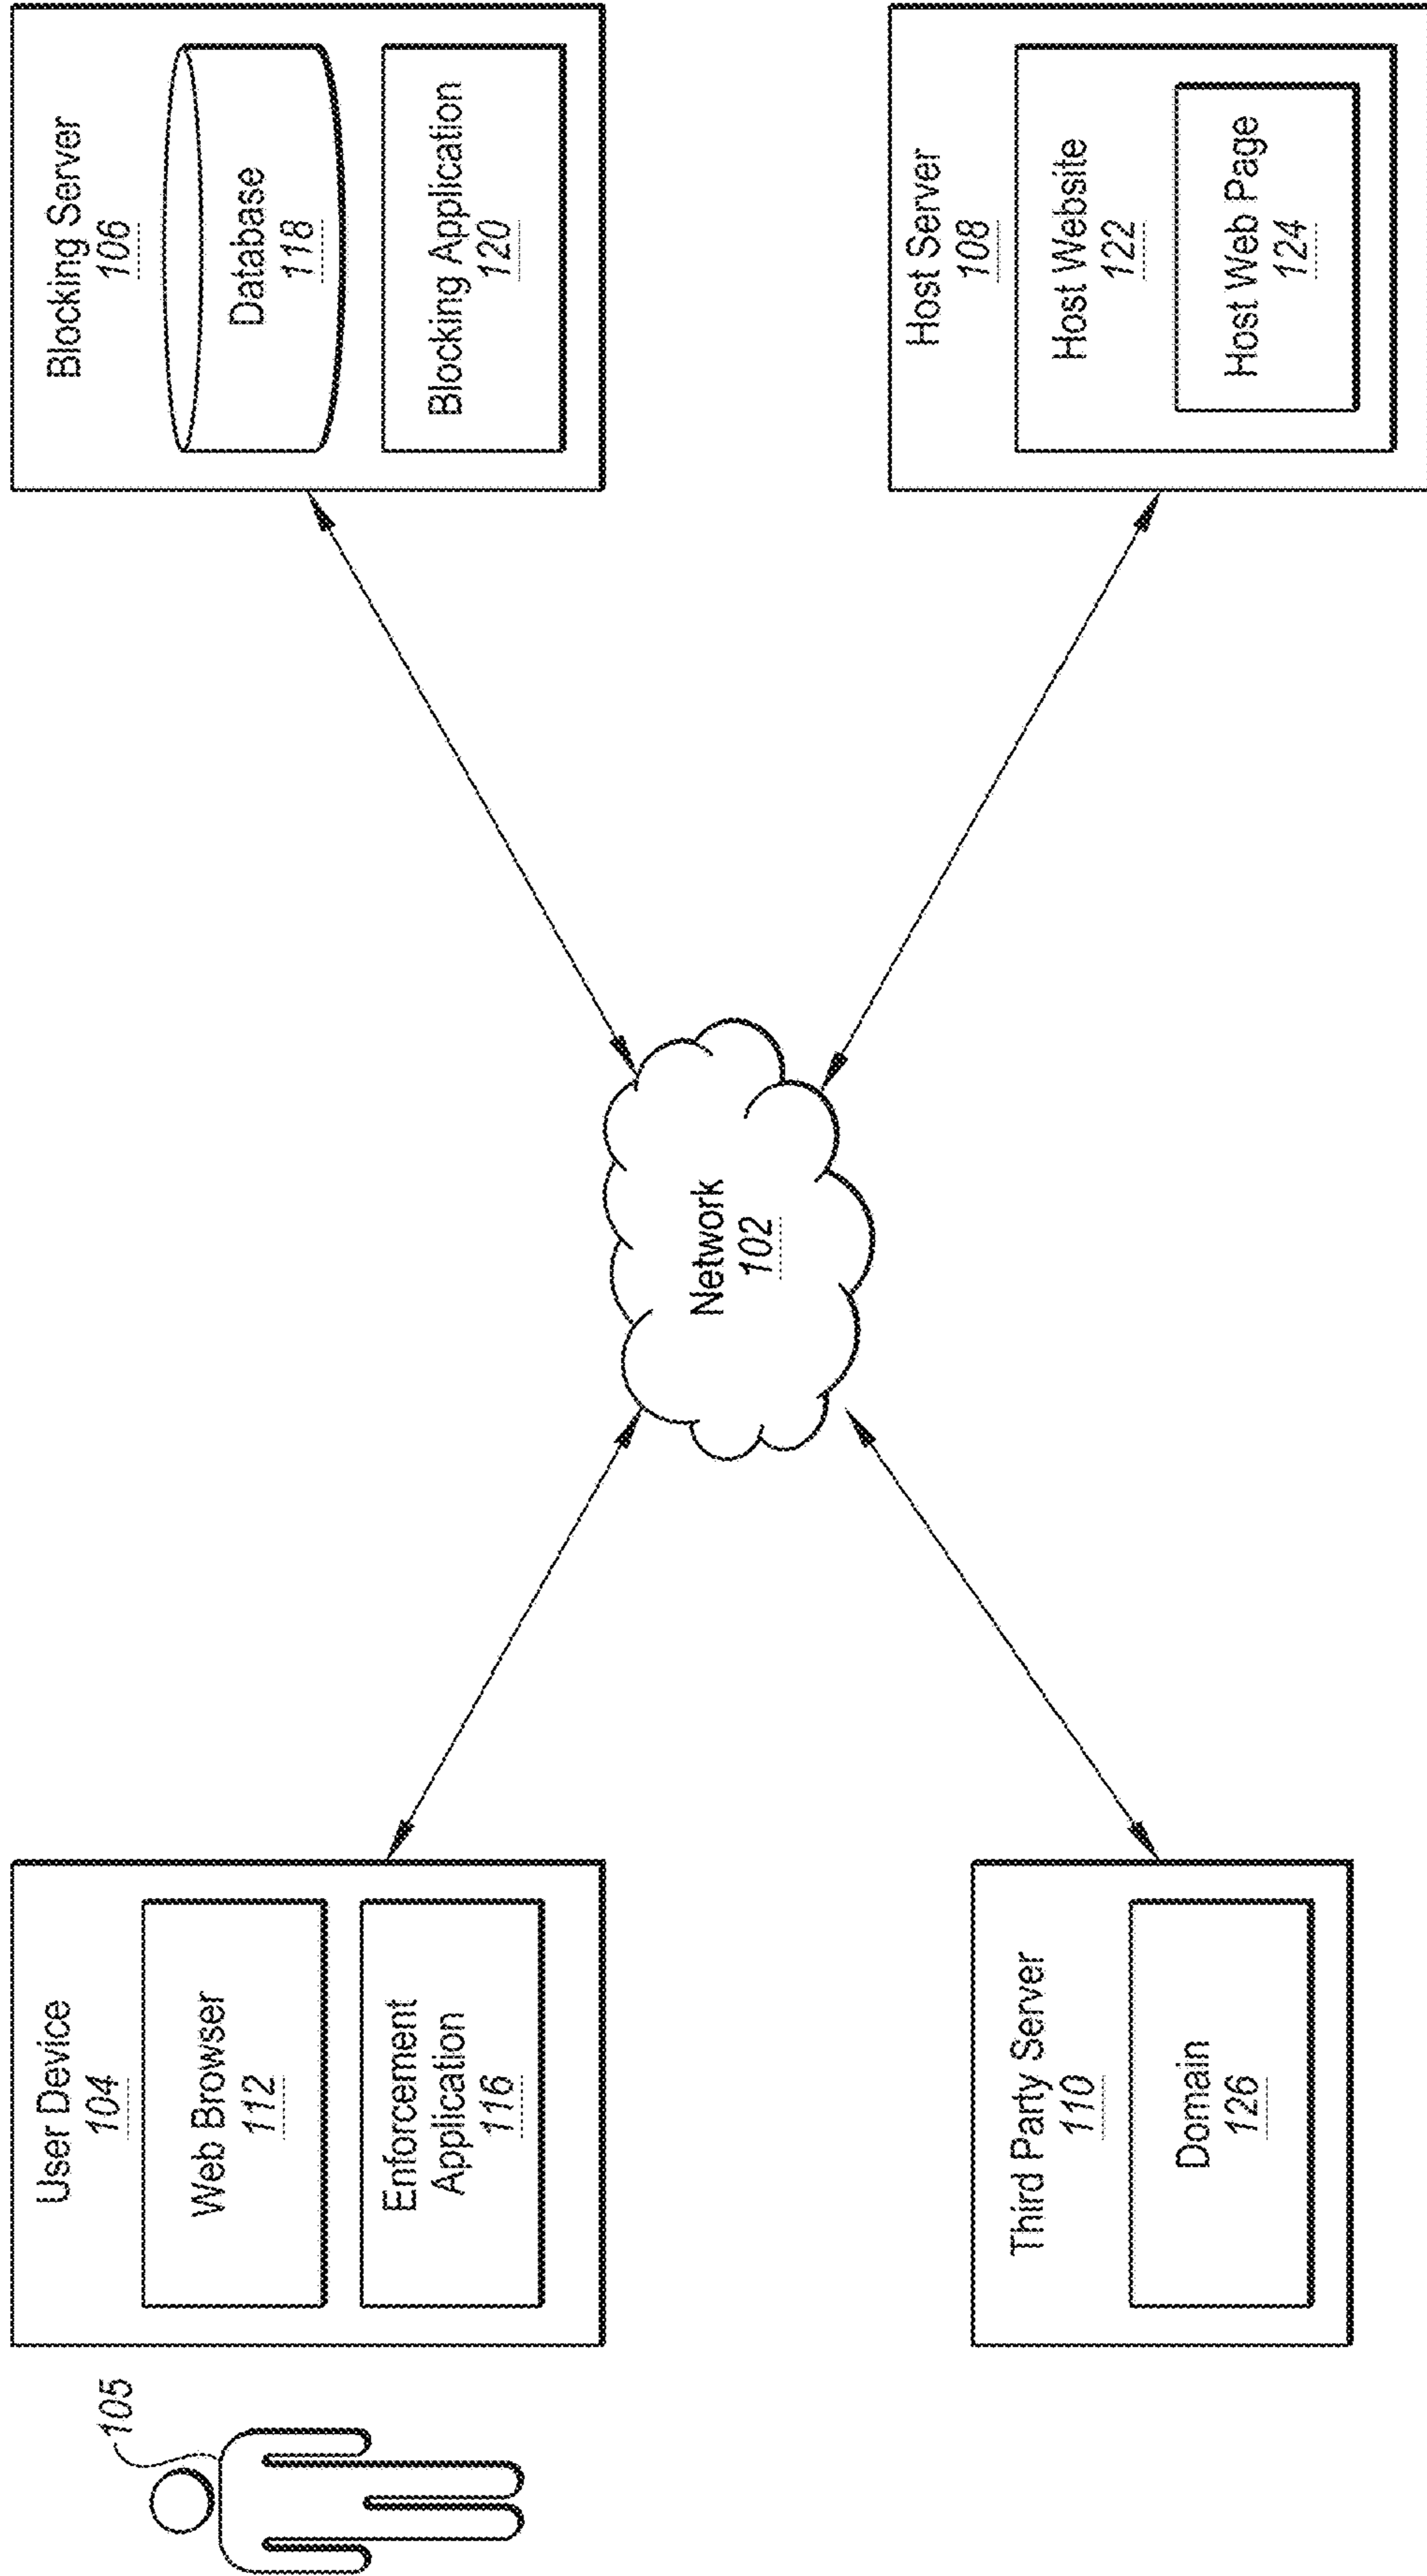 105
User Device
104
Web Browser
112
Enforcement
Application
116
Blocking Server
106
Database
118
Blocking Application
120
Network
102
Third Party Server
110
Domain
126
Host Server
108
Host Website
122
Host Web Page
124